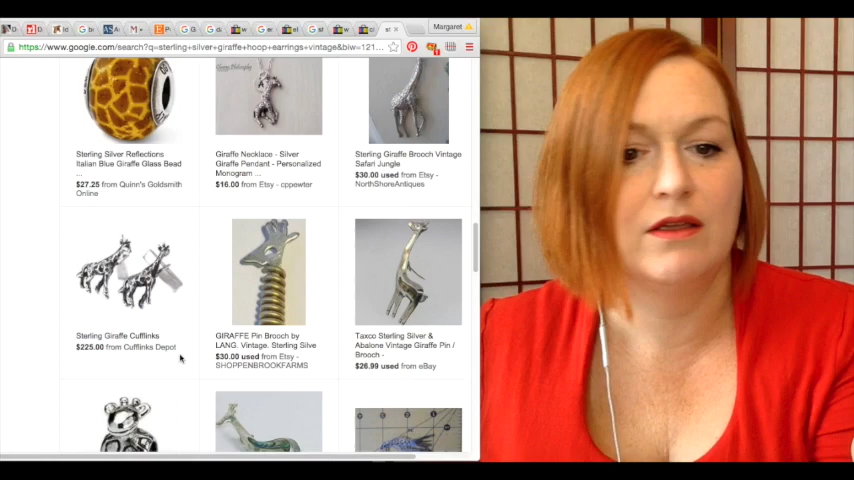 Margaret
https://www.google.com/search?q=sterling+silver+giraffe+hoop+earrings+vintage&biw=121...
Sterling Silver Reflections
Italian Blue Giraffe Glass Bead
...
$27.25 from Quinn's Goldsmith
Online
Giraffe Necklace - Silver
Giraffe Pendant - Personalized
Monogram ...
$16.00 from Etsy - cppewter
Sterling Giraffe Brooch Vintage
Safari Jungle
$30.00 used from Etsy -
NorthShoreAntiques
Sterling Giraffe Cufflinks
$225.00 from Cufflinks Depot
GIRAFFE Pin Brooch by
LANG. Vintage. Sterling Silve
$30.00 used from Etsy -
SHOPPENBROOKFARMS
Taxco Sterling Silver &
Abalone Vintage Giraffe Pin /
Brooch -
$26.99 used from eBay